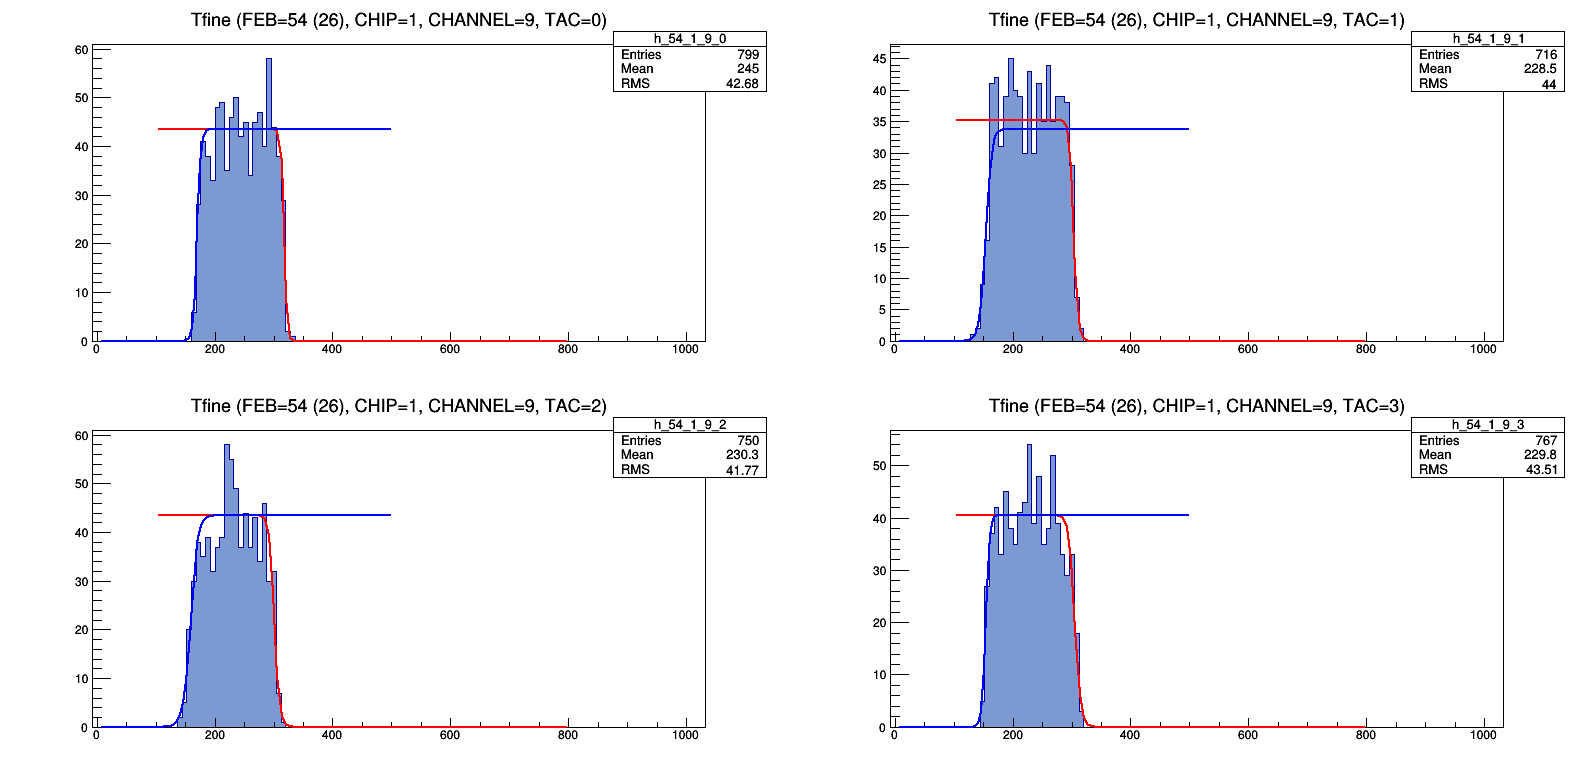 Tfine (FEB=54 (26), CHIP=1, CHANNEL=9, TAC=0)
h_54_1_9_0
Entries 799
Mean 245
RMS 42.68
60
50
40
30
20
10
0
0 200 400 600 800 1000
Tfine (FEB=54 (26), CHIP=1, CHANNEL=9, TAC=1)
h_54_1_9_1
Entries 716
Mean 228.5
RMS 44
45
40
35
30
25
20
15
10
5
0
0 200 400 600 800 1000
Tfine (FEB=54 (26), CHIP=1, CHANNEL=9, TAC=2)
h_54_1_9_2
Entries 750
Mean 230.3
RMS 41.77
60
50
40
30
20
10
0
0 200 400 600 800 1000
Tfine (FEB=54 (26), CHIP=1, CHANNEL=9, TAC=3)
h_54_1_9_3
Entries 767
Mean 229.8
RMS 43.51
50
40
30
20
10
0
0 200 400 600 800 1000